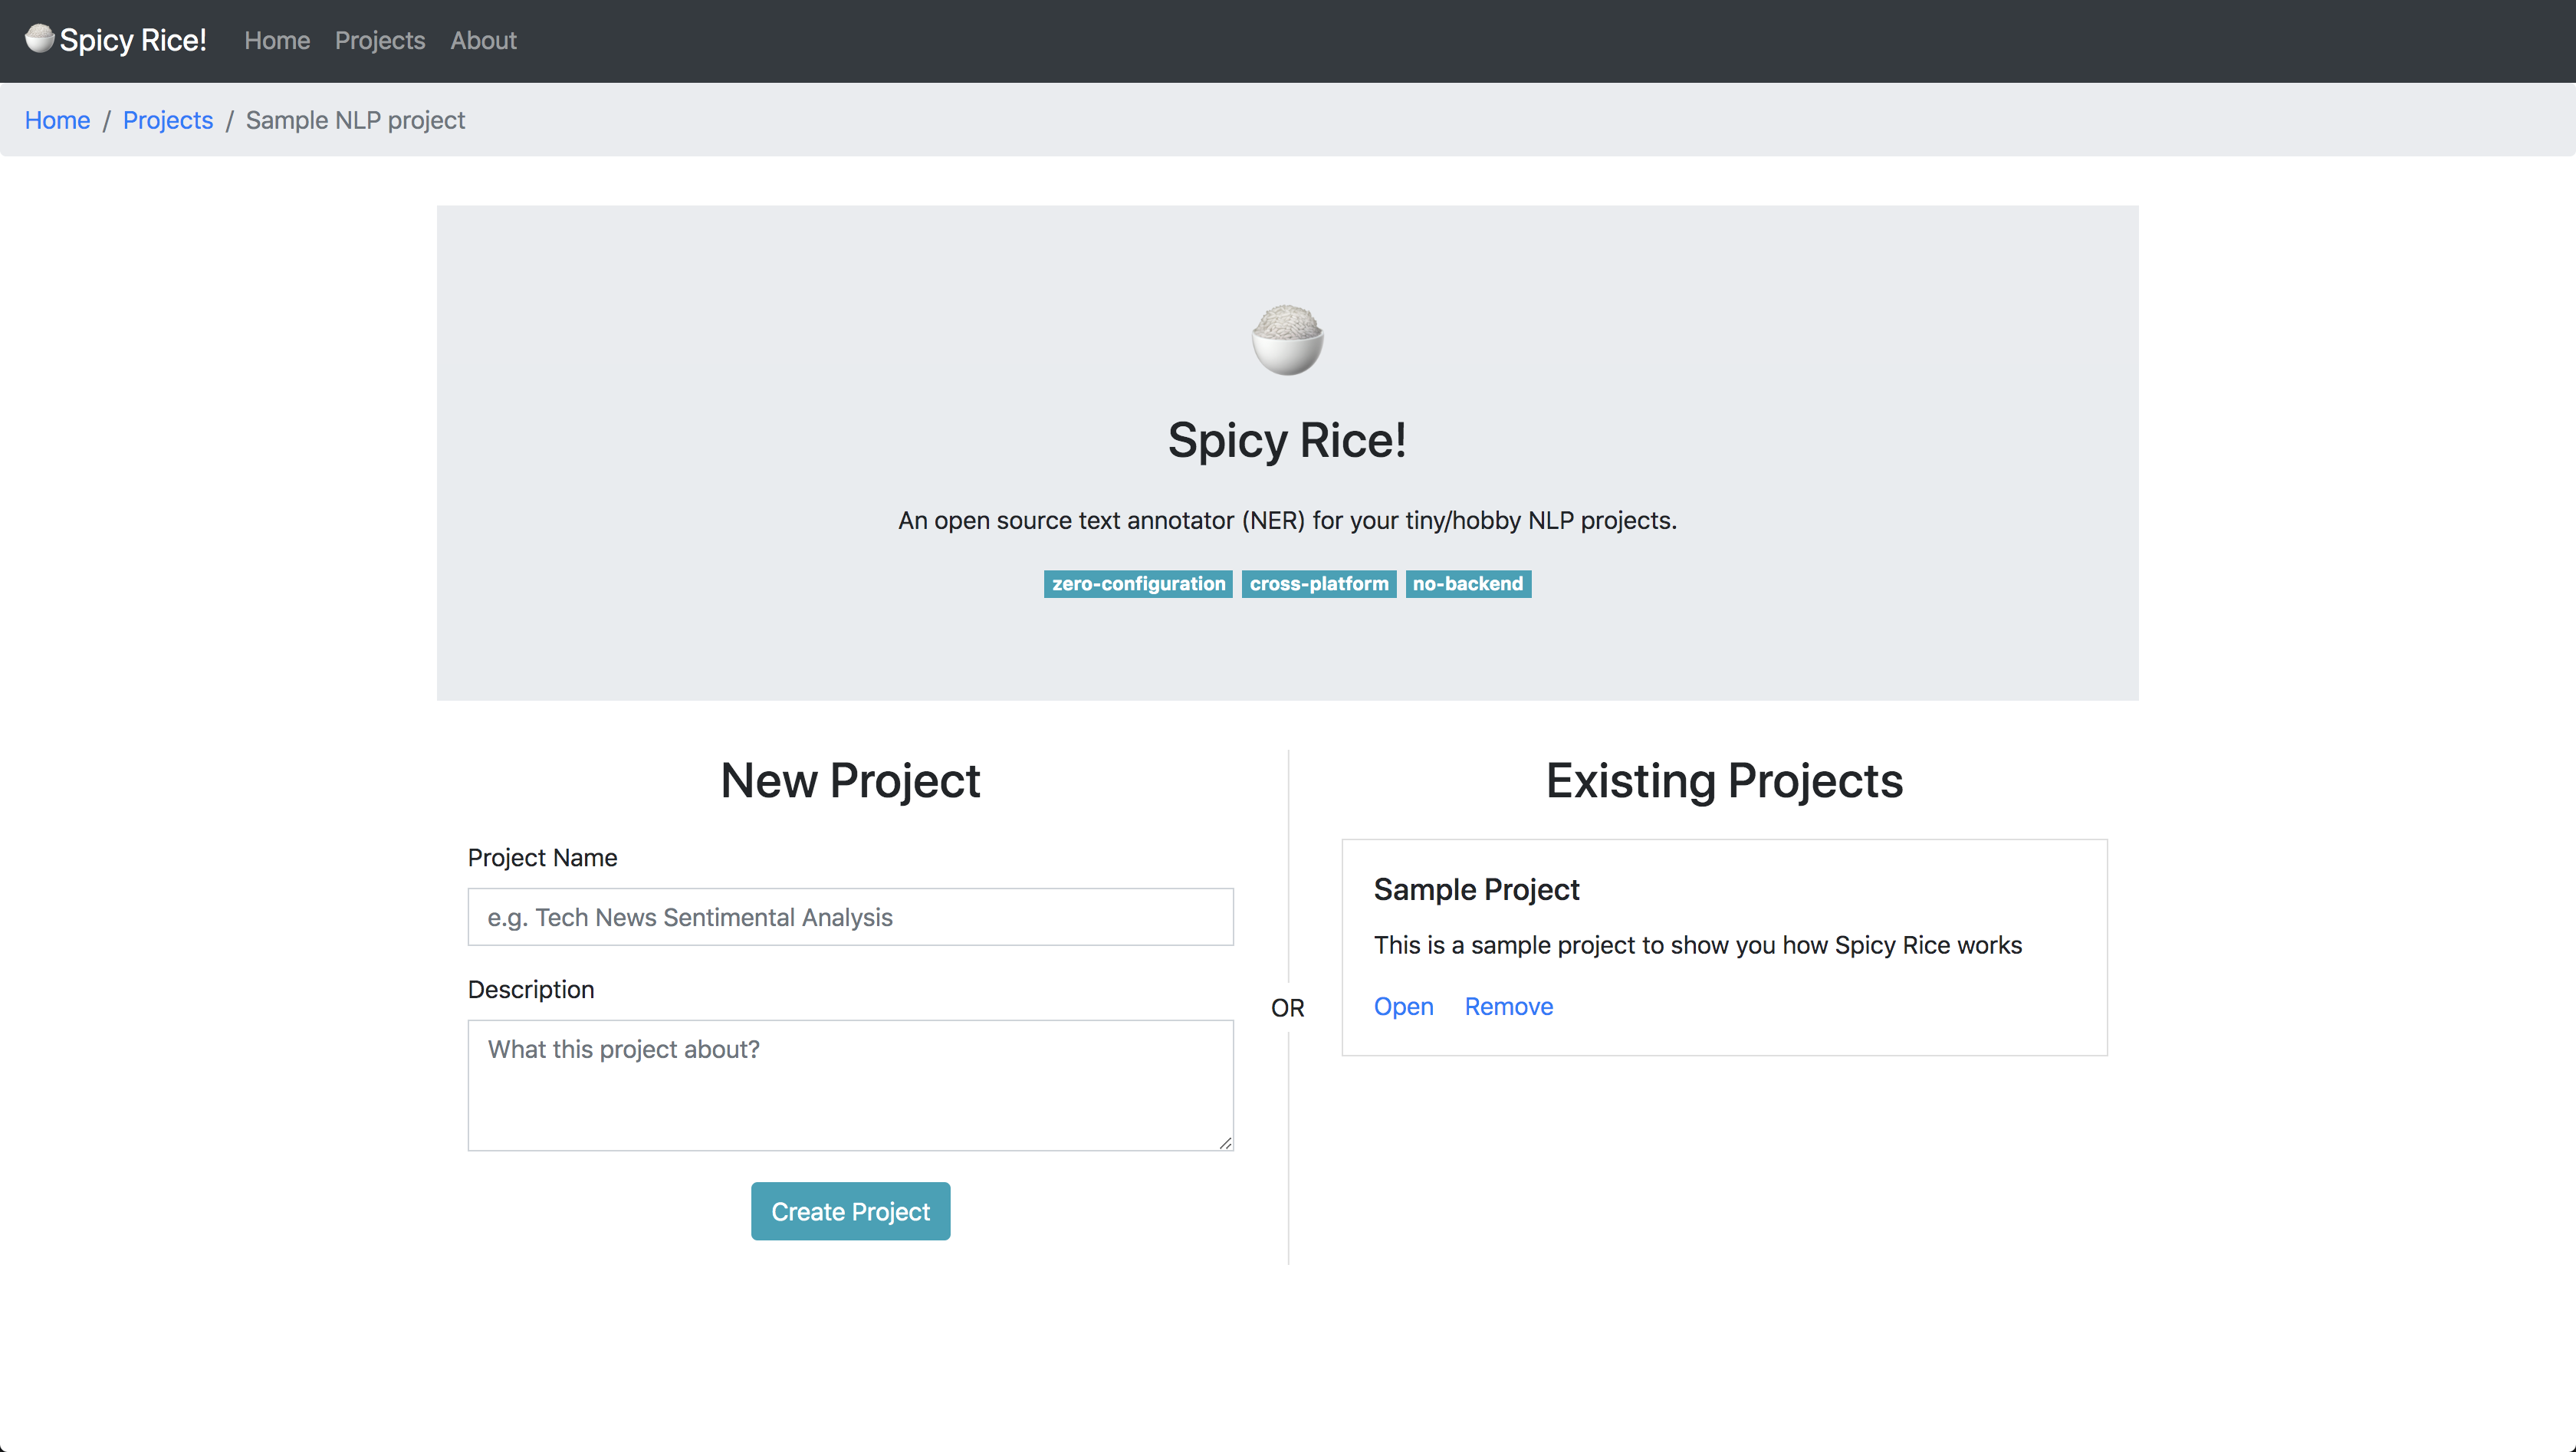 Spicy Rice! Home Projects About
Home / Projects / Sample NLP project
Spicy Rice!
An open source text annotator (NER) for your tiny/hobby NLP projects.
zero-configuration cross-platform no-backend
New Project
Project Name
e.g. Tech News Sentimental Analysis
Description
What this project about?
Create Project
OR
Existing Projects
Sample Project
This is a sample project to show you how Spicy Rice works
Open Remove